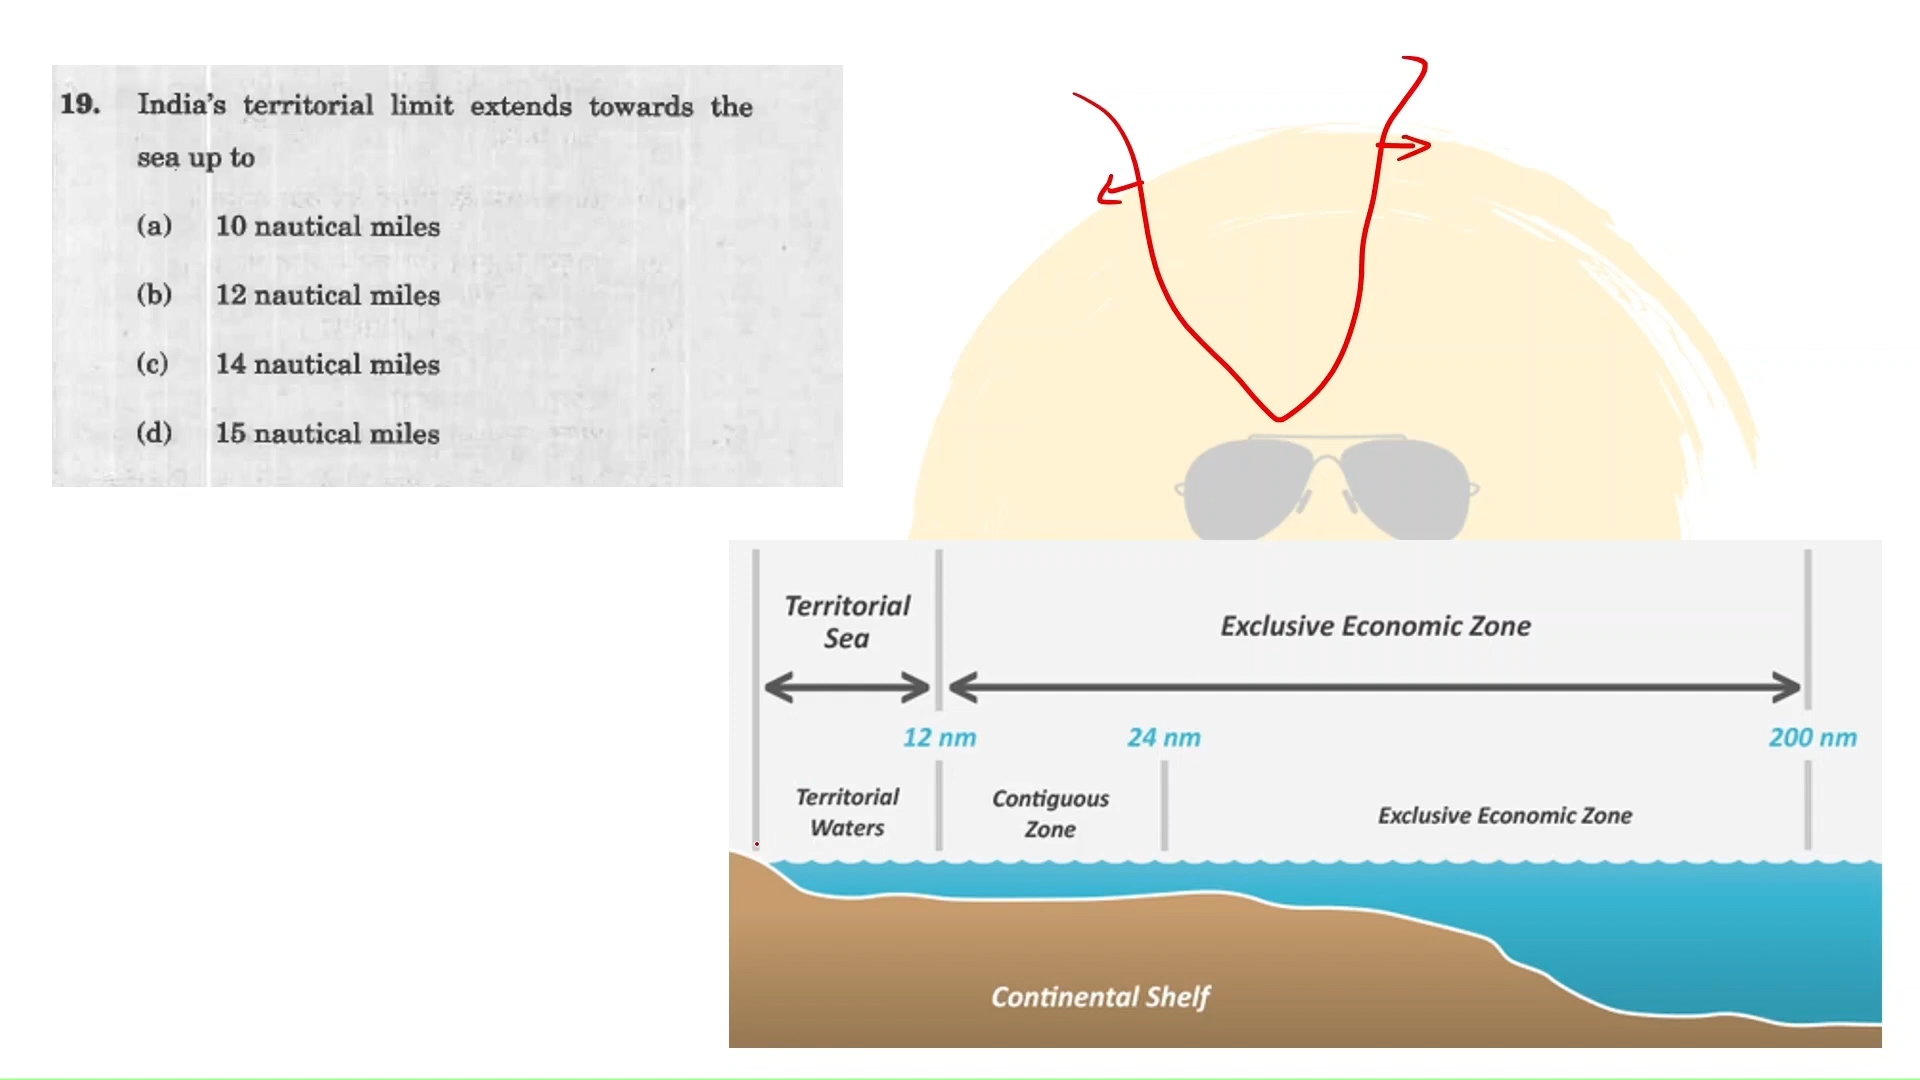 19. India's territorial limit extends towards the
sea up to
(a) 10 nautical miles
(b) 12 nautical miles
(c) 14 nautical miles
(d) 15 nautical miles
Territorial
Sea
Exclusive Economic Zone
12 nm
24 nm
200 nm
Territorial
Waters
Contiguous
Zone
Exclusive Economic Zone
Continental Shelf